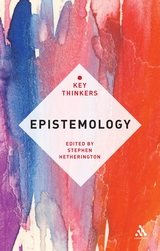 KEY
THINKERS
EPISTEMOLOGY
EDITED BY
STEPHEN
HETHERINGTON